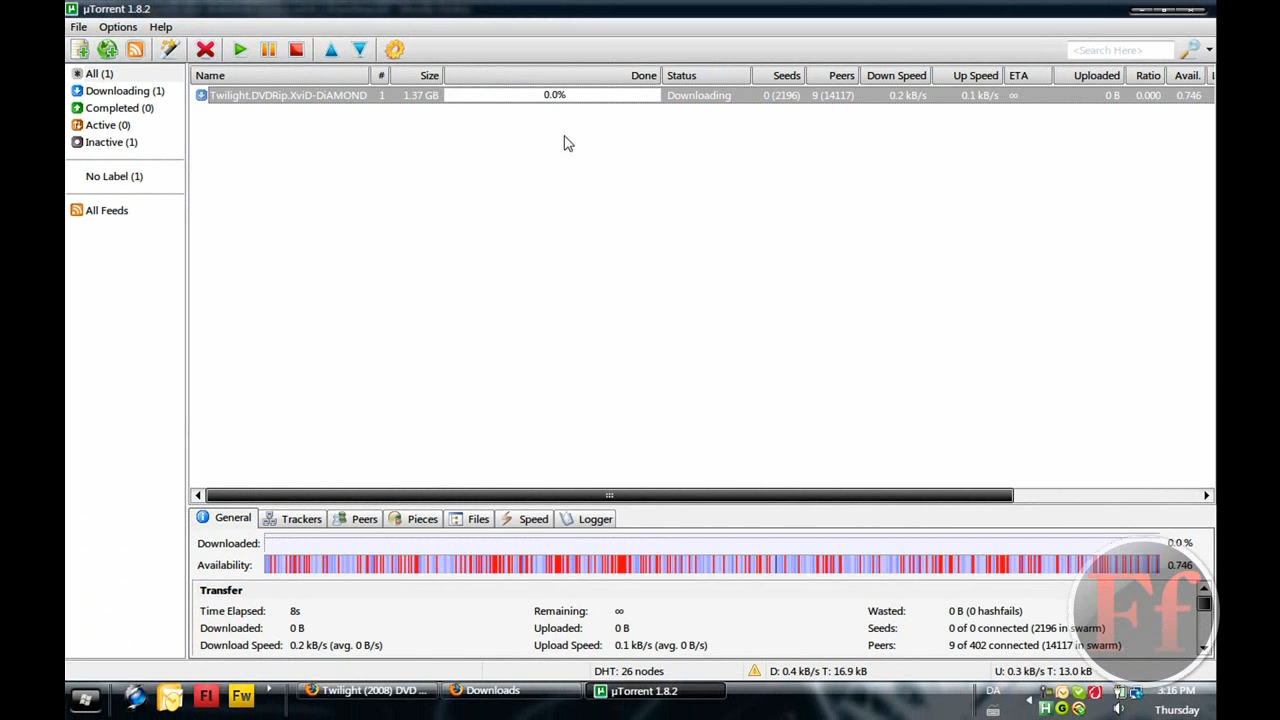 µTorrent 1.8.2
File Options Help
<Search Here>
All (1)
Downloading (1)
Completed (0)
Active (0)
Inactive (1)
No Label (1)
All Feeds
Name # Size Done Status Seeds Peers Down Speed Up Speed ETA Uploaded Ratio Avail. L
Twilight.DVDRip.XviD-DiAMOND 1 1.37 GB 0.0% Downloading 0 (2196) 9 (14117) 0.2 kB/s 0.1 kB/s ∞ 0 B 0.000 0.746
General Trackers Peers Pieces Files Speed Logger
Downloaded: 0.0 %
Availability: 0.746
Transfer
Time Elapsed: 8s Remaining: ∞ Wasted: 0 B (0 hashfails)
Downloaded: 0 B Uploaded: 0 B Seeds: 0 of 0 connected (2196 in swarm)
Download Speed: 0.2 kB/s (avg. 0 B/s) Upload Speed: 0.1 kB/s (avg. 0 B/s) Peers: 9 of 402 connected (14117 in swarm)
Ff
DHT: 26 nodes D: 0.4 kB/s T: 16.9 kB U: 0.3 kB/s T: 13.0 kB
Fl Fw Twilight (2008) DVD ... Downloads µTorrent 1.8.2 DA 3:16 PM
Thursday